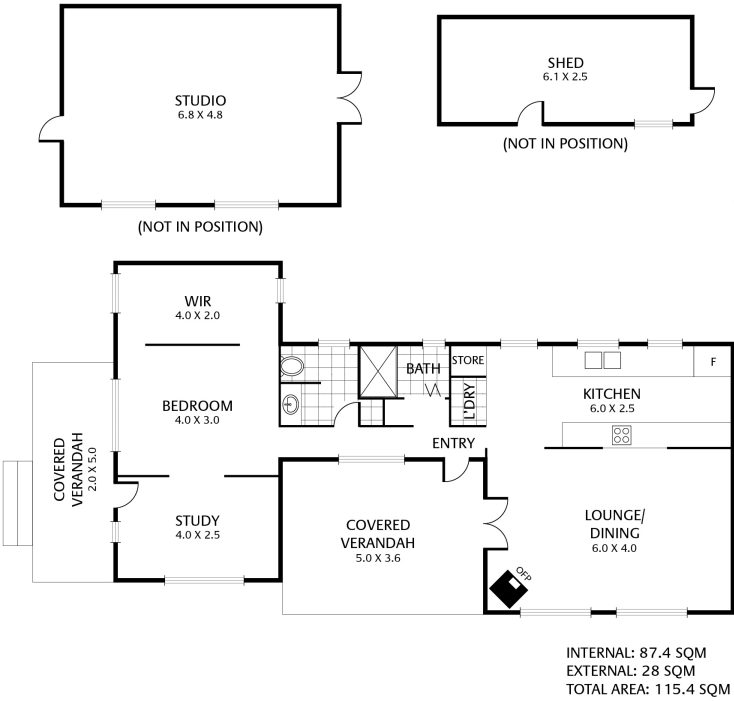 STUDIO
6.8 X 4.8
(NOT IN POSITION)
SHED
6.1 X 2.5
(NOT IN POSITION)
WIR
4.0 X 2.0
BEDROOM
4.0 X 3.0
STUDY
4.0 X 2.5
COVERED
VERANDAH
2.0 X 5.0
BATH
STORE
L'DRY
ENTRY
KITCHEN
6.0 X 2.5
F
COVERED
VERANDAH
5.0 X 3.6
LOUNGE/
DINING
6.0 X 4.0
OFP
INTERNAL: 87.4 SQM
EXTERNAL: 28 SQM
TOTAL AREA: 115.4 SQM